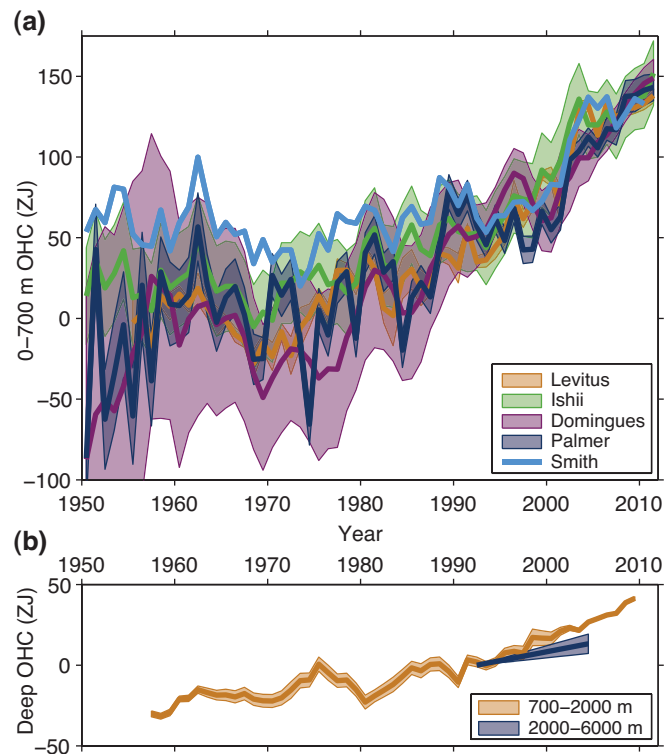 (a)
0–700 m OHC (ZJ)
150
100
50
0
−50
−100
Levitus
Ishii
Domingues
Palmer
Smith
1950 1960 1970 1980 1990 2000 2010
Year
(b)
1950 1960 1970 1980 1990 2000 2010
Deep OHC (ZJ)
50
0
−50
700–2000 m
2000–6000 m